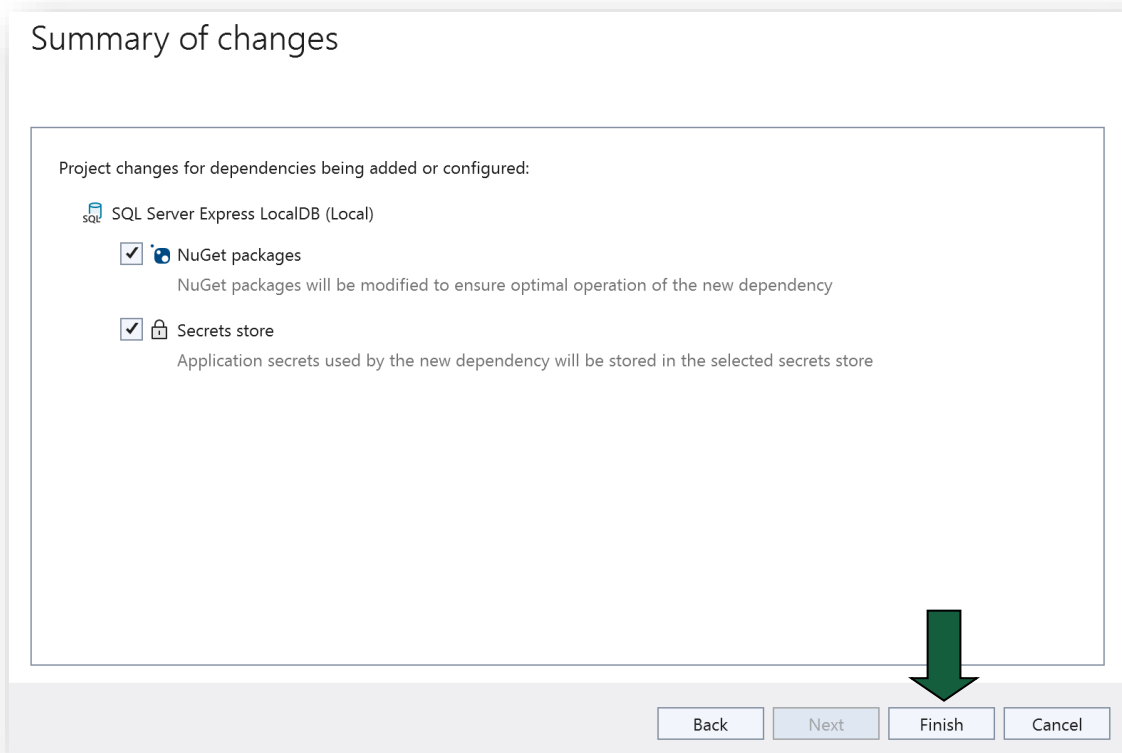 Summary of changes
Project changes for dependencies being added or configured:
SQL SQL Server Express LocalDB (Local)
NuGet packages
NuGet packages will be modified to ensure optimal operation of the new dependency
Secrets store
Application secrets used by the new dependency will be stored in the selected secrets store
Back Next Finish Cancel